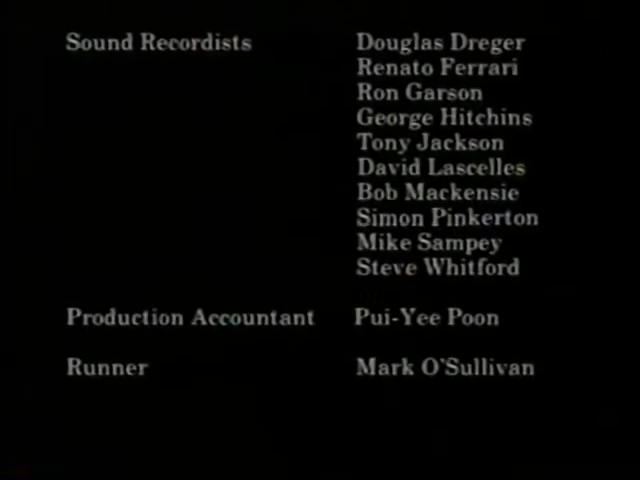 Sound Recordists Douglas Dreger
Renato Ferrari
Ron Garson
George Hitchins
Tony Jackson
David Lascelles
Bob Mackensie
Simon Pinkerton
Mike Sampey
Steve Whitford
Production Accountant Pui-Yee Poon
Runner Mark O'Sullivan